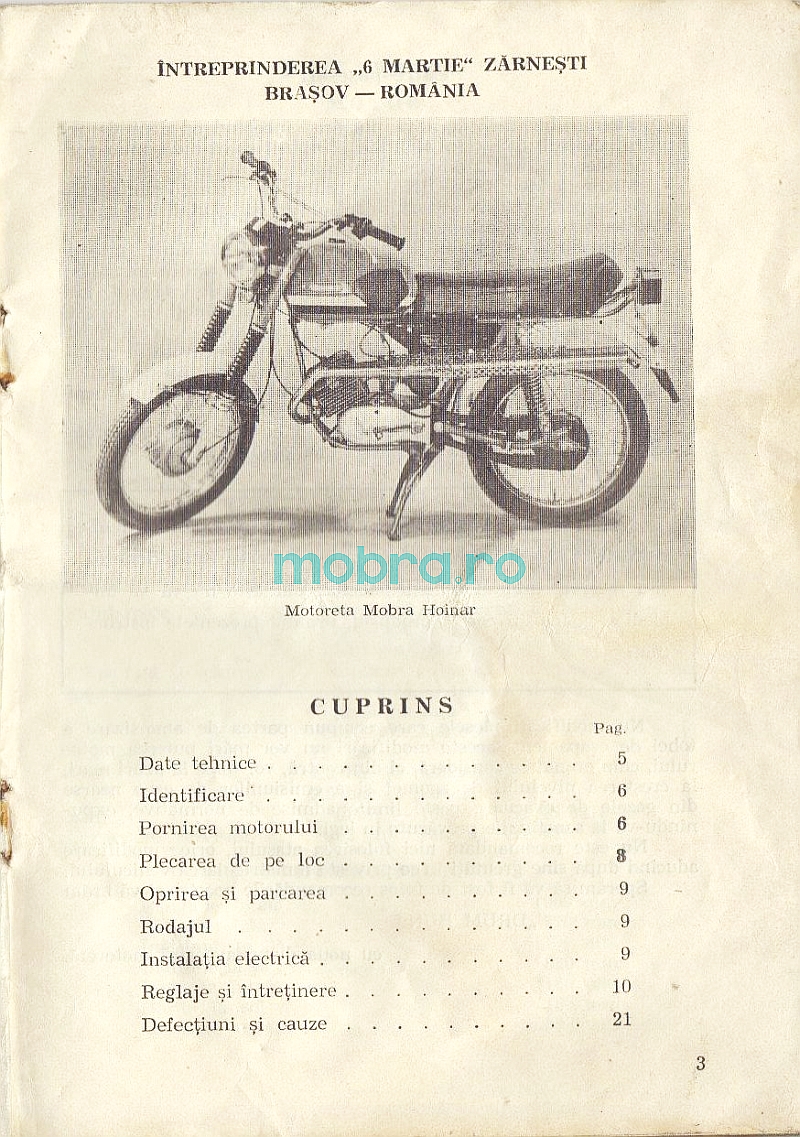 ÎNTREPRINDEREA „6 MARTIE“ ZĂRNEȘTI
BRAȘOV — ROMÂNIA
mobra.ro
Motoreta Mobra Hoinar
CUPRINS
Pag.
Date tehnice . . . . . . . . . . . . . 5
Identificare . . . . . . . . . . . . . 6
Pornirea motorului . . . . . . . . . . 6
Plecarea de pe loc . . . . . . . . . . 8
Oprirea și parcarea . . . . . . . . . . 9
Rodajul . . . . . . . . . . . . . . 9
Instalația electrică . . . . . . . . . . . 9
Reglaje și întreținere . . . . . . . . . . 10
Defecțiuni și cauze . . . . . . . . . . 21
3